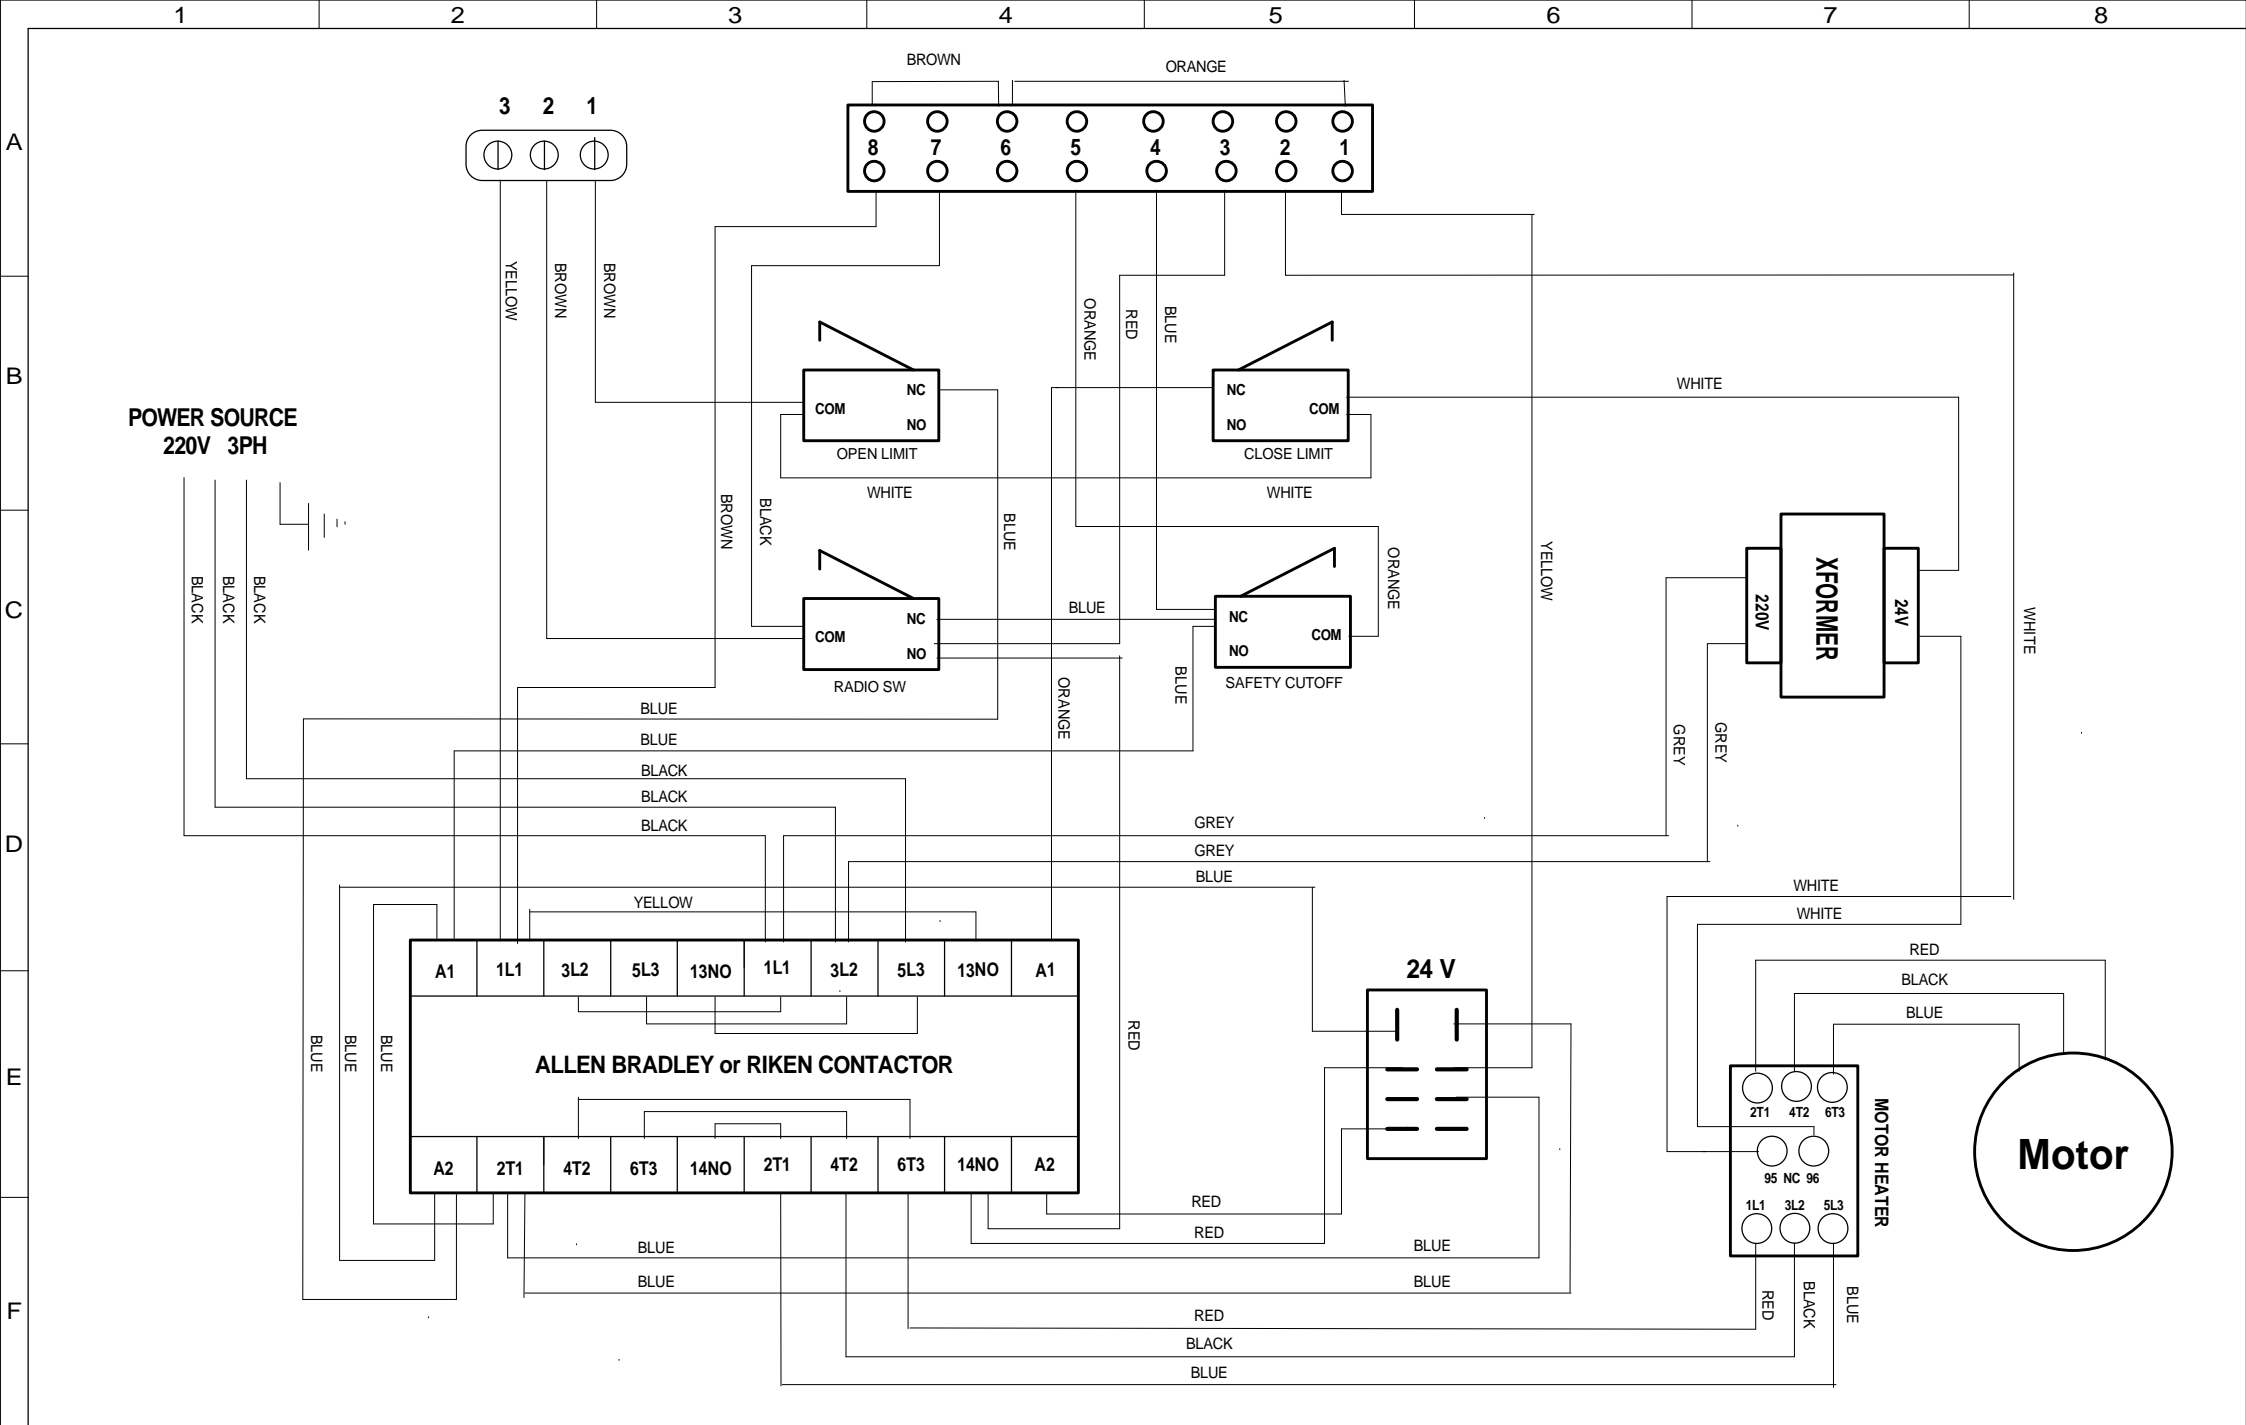 1 2 3 4 5 6 7 8
BROWN
ORANGE
3 2 1
A
8 7 6 5 4 3 2 1
YELLOW
BROWN
BROWN
ORANGE
RED
BLUE
B
NC
COM
NO
OPEN LIMIT
NC
NO
COM
CLOSE LIMIT
WHITE
POWER SOURCE
220V 3PH
WHITE
WHITE
BROWN
BLACK
BLUE
YELLOW
ORANGE
BLACK
BLACK
BLACK
C
BLUE
NC
COM
NO
RADIO SW
NC
COM
NO
SAFETY CUTOFF
220V
XFORMER
24V
WHITE
BLUE
ORANGE
BLUE
BLUE
GREY
GREY
BLACK
BLACK
BLACK
GREY
D
GREY
BLUE
WHITE
YELLOW
WHITE
RED
A1 1L1 3L2 5L3 13NO 1L1 3L2 5L3 13NO A1
24 V
BLACK
BLUE
BLUE
BLUE
BLUE
RED
ALLEN BRADLEY or RIKEN CONTACTOR
E
2T1 4T2 6T3
MOTOR HEATER
Motor
A2 2T1 4T2 6T3 14NO 2T1 4T2 6T3 14NO A2
95 NC 96
1L1 3L2 5L3
RED
RED
BLUE
BLUE
BLUE
BLUE
F
RED
BLACK
BLUE
RED
BLACK
BLUE